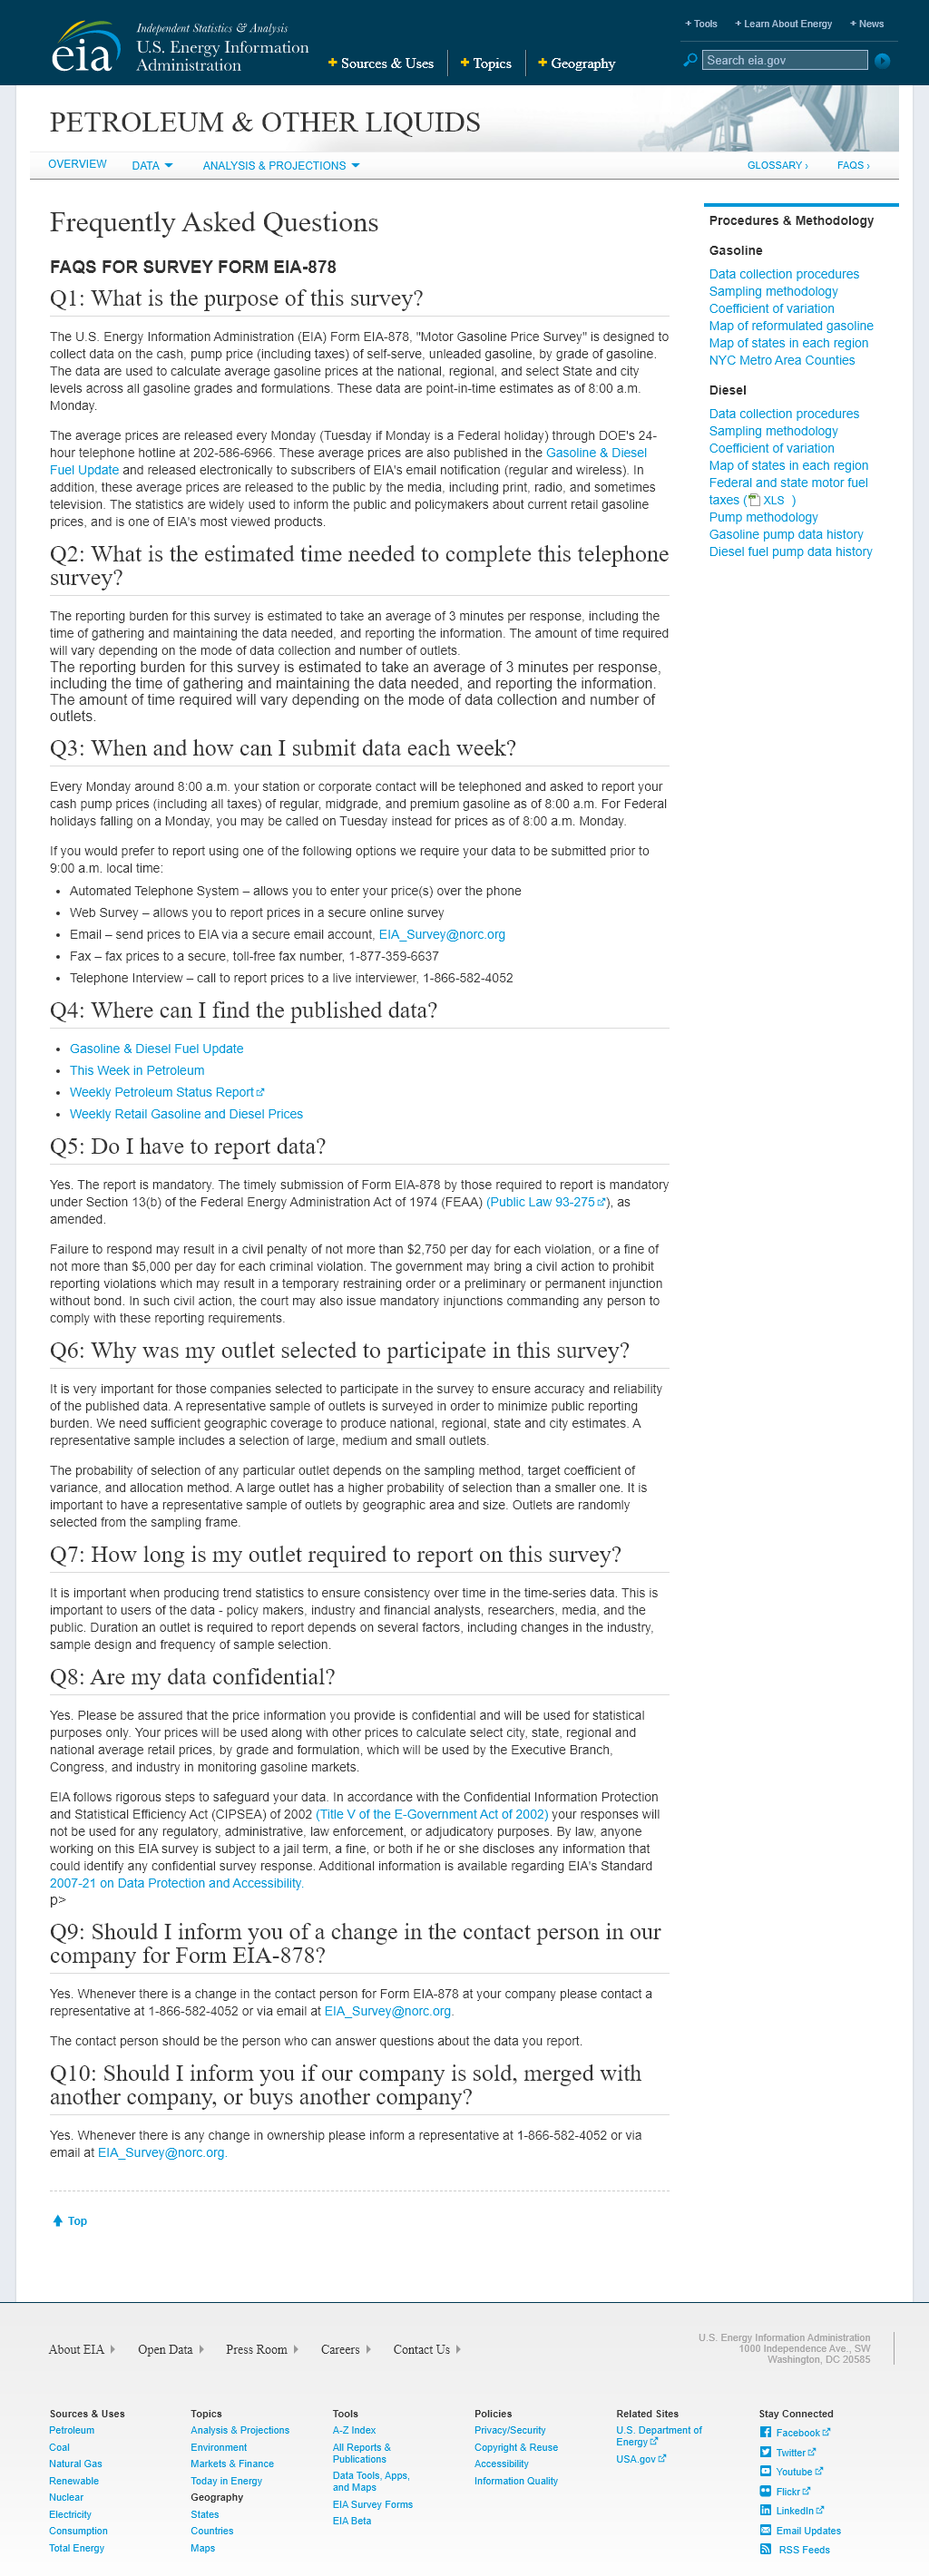 eia
Independent Statistics & Analysis
U.S. Energy Information
Administration
+ Sources & Uses
+ Topics
+ Geography
+ Tools
+ Learn About Energy
+ News
Search eia.gov
PETROLEUM & OTHER LIQUIDS
OVERVIEW
DATA
ANALYSIS & PROJECTIONS
GLOSSARY ›
FAQS ›
Frequently Asked Questions
FAQS FOR SURVEY FORM EIA-878
Q1: What is the purpose of this survey?
The U.S. Energy Information Administration (EIA) Form EIA-878, "Motor Gasoline Price Survey" is designed to
collect data on the cash, pump price (including taxes) of self-serve, unleaded gasoline, by grade of gasoline.
The data are used to calculate average gasoline prices at the national, regional, and select State and city
levels across all gasoline grades and formulations. These data are point-in-time estimates as of 8:00 a.m.
Monday.
The average prices are released every Monday (Tuesday if Monday is a Federal holiday) through DOE's 24-
hour telephone hotline at 202-586-6966. These average prices are also published in the Gasoline & Diesel
Fuel Update and released electronically to subscribers of EIA's email notification (regular and wireless). In
addition, these average prices are released to the public by the media, including print, radio, and sometimes
television. The statistics are widely used to inform the public and policymakers about current retail gasoline
prices, and is one of EIA's most viewed products.
Q2: What is the estimated time needed to complete this telephone
survey?
The reporting burden for this survey is estimated to take an average of 3 minutes per response, including the
time of gathering and maintaining the data needed, and reporting the information. The amount of time required
will vary depending on the mode of data collection and number of outlets.
The reporting burden for this survey is estimated to take an average of 3 minutes per response,
including the time of gathering and maintaining the data needed, and reporting the information.
The amount of time required will vary depending on the mode of data collection and number of
outlets.
Q3: When and how can I submit data each week?
Every Monday around 8:00 a.m. your station or corporate contact will be telephoned and asked to report your
cash pump prices (including all taxes) of regular, midgrade, and premium gasoline as of 8:00 a.m. For Federal
holidays falling on a Monday, you may be called on Tuesday instead for prices as of 8:00 a.m. Monday.
If you would prefer to report using one of the following options we require your data to be submitted prior to
9:00 a.m. local time:
• Automated Telephone System – allows you to enter your price(s) over the phone
• Web Survey – allows you to report prices in a secure online survey
• Email – send prices to EIA via a secure email account, EIA_Survey@norc.org
• Fax – fax prices to a secure, toll-free fax number, 1-877-359-6637
• Telephone Interview – call to report prices to a live interviewer, 1-866-582-4052
Q4: Where can I find the published data?
• Gasoline & Diesel Fuel Update
• This Week in Petroleum
• Weekly Petroleum Status Report
• Weekly Retail Gasoline and Diesel Prices
Q5: Do I have to report data?
Yes. The report is mandatory. The timely submission of Form EIA-878 by those required to report is mandatory
under Section 13(b) of the Federal Energy Administration Act of 1974 (FEAA) (Public Law 93-275), as
amended.
Failure to respond may result in a civil penalty of not more than $2,750 per day for each violation, or a fine of
not more than $5,000 per day for each criminal violation. The government may bring a civil action to prohibit
reporting violations which may result in a temporary restraining order or a preliminary or permanent injunction
without bond. In such civil action, the court may also issue mandatory injunctions commanding any person to
comply with these reporting requirements.
Q6: Why was my outlet selected to participate in this survey?
It is very important for those companies selected to participate in the survey to ensure accuracy and reliability
of the published data. A representative sample of outlets is surveyed in order to minimize public reporting
burden. We need sufficient geographic coverage to produce national, regional, state and city estimates. A
representative sample includes a selection of large, medium and small outlets.
The probability of selection of any particular outlet depends on the sampling method, target coefficient of
variance, and allocation method. A large outlet has a higher probability of selection than a smaller one. It is
important to have a representative sample of outlets by geographic area and size. Outlets are randomly
selected from the sampling frame.
Q7: How long is my outlet required to report on this survey?
It is important when producing trend statistics to ensure consistency over time in the time-series data. This is
important to users of the data - policy makers, industry and financial analysts, researchers, media, and the
public. Duration an outlet is required to report depends on several factors, including changes in the industry,
sample design and frequency of sample selection.
Q8: Are my data confidential?
Yes. Please be assured that the price information you provide is confidential and will be used for statistical
purposes only. Your prices will be used along with other prices to calculate select city, state, regional and
national average retail prices, by grade and formulation, which will be used by the Executive Branch,
Congress, and industry in monitoring gasoline markets.
EIA follows rigorous steps to safeguard your data. In accordance with the Confidential Information Protection
and Statistical Efficiency Act (CIPSEA) of 2002 (Title V of the E-Government Act of 2002) your responses will
not be used for any regulatory, administrative, law enforcement, or adjudicatory purposes. By law, anyone
working on this EIA survey is subject to a jail term, a fine, or both if he or she discloses any information that
could identify any confidential survey response. Additional information is available regarding EIA's Standard
2007-21 on Data Protection and Accessibility.
p>
Q9: Should I inform you of a change in the contact person in our
company for Form EIA-878?
Yes. Whenever there is a change in the contact person for Form EIA-878 at your company please contact a
representative at 1-866-582-4052 or via email at EIA_Survey@norc.org.
The contact person should be the person who can answer questions about the data you report.
Q10: Should I inform you if our company is sold, merged with
another company, or buys another company?
Yes. Whenever there is any change in ownership please inform a representative at 1-866-582-4052 or via
email at EIA_Survey@norc.org.
Top
Procedures & Methodology
Gasoline
Data collection procedures
Sampling methodology
Coefficient of variation
Map of reformulated gasoline
Map of states in each region
NYC Metro Area Counties
Diesel
Data collection procedures
Sampling methodology
Coefficient of variation
Map of states in each region
Federal and state motor fuel
taxes ( XLS )
Pump methodology
Gasoline pump data history
Diesel fuel pump data history
About EIA
Open Data
Press Room
Careers
Contact Us
U.S. Energy Information Administration
1000 Independence Ave., SW
Washington, DC 20585
Sources & Uses
Petroleum
Coal
Natural Gas
Renewable
Nuclear
Electricity
Consumption
Total Energy
Topics
Analysis & Projections
Environment
Markets & Finance
Today in Energy
Geography
States
Countries
Maps
Tools
A-Z Index
All Reports &
Publications
Data Tools, Apps,
and Maps
EIA Survey Forms
EIA Beta
Policies
Privacy/Security
Copyright & Reuse
Accessibility
Information Quality
Related Sites
U.S. Department of
Energy
USA.gov
Stay Connected
Facebook
Twitter
Youtube
Flickr
LinkedIn
Email Updates
RSS Feeds